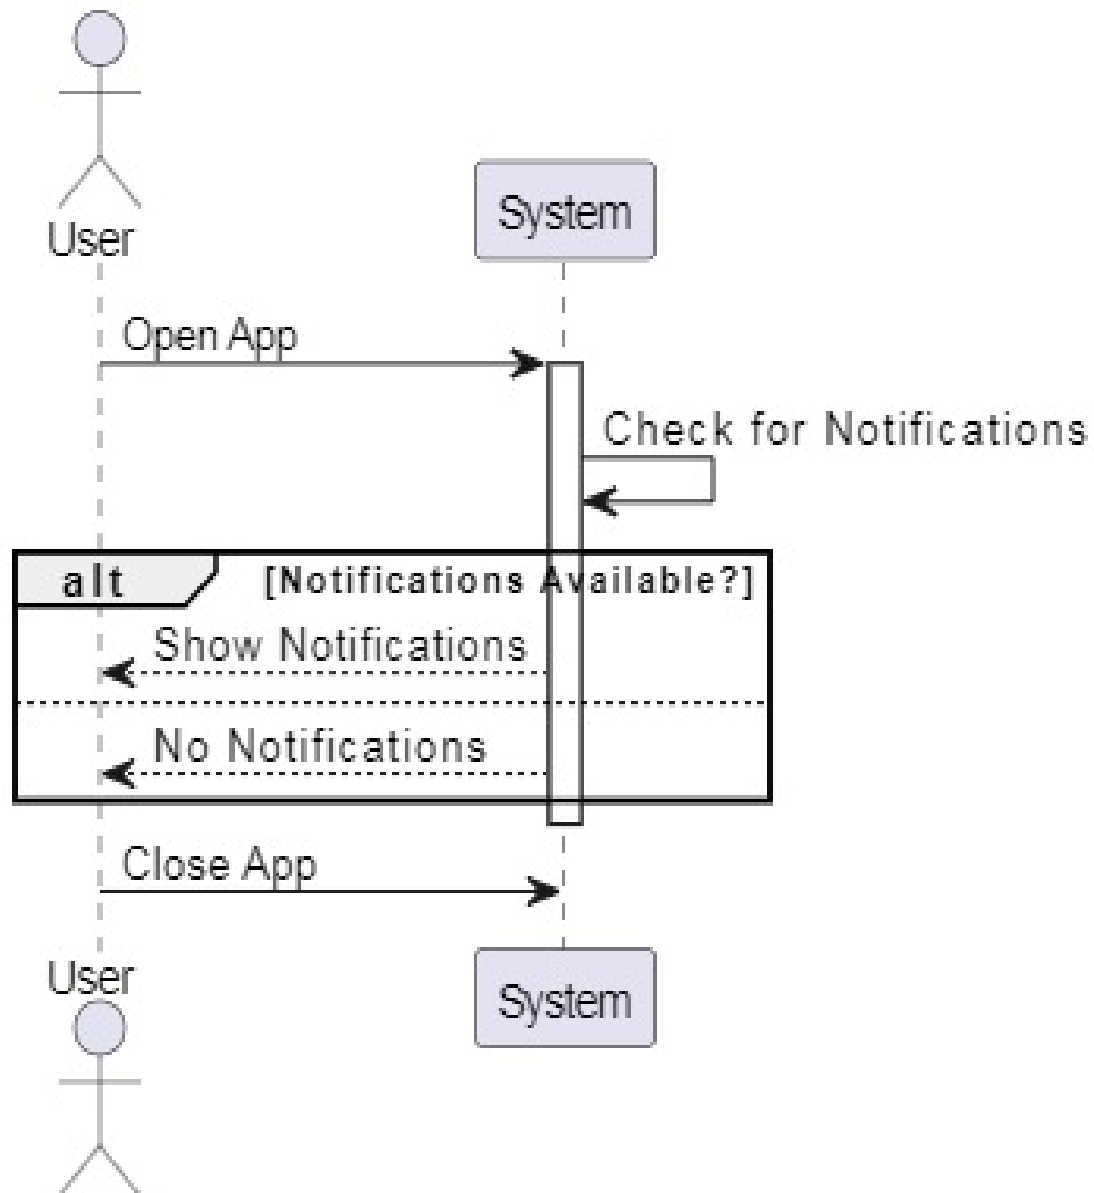 User
System
Open App
Check for Notifications
alt
[Notifications Available?]
Show Notifications
No Notifications
Close App
User
System